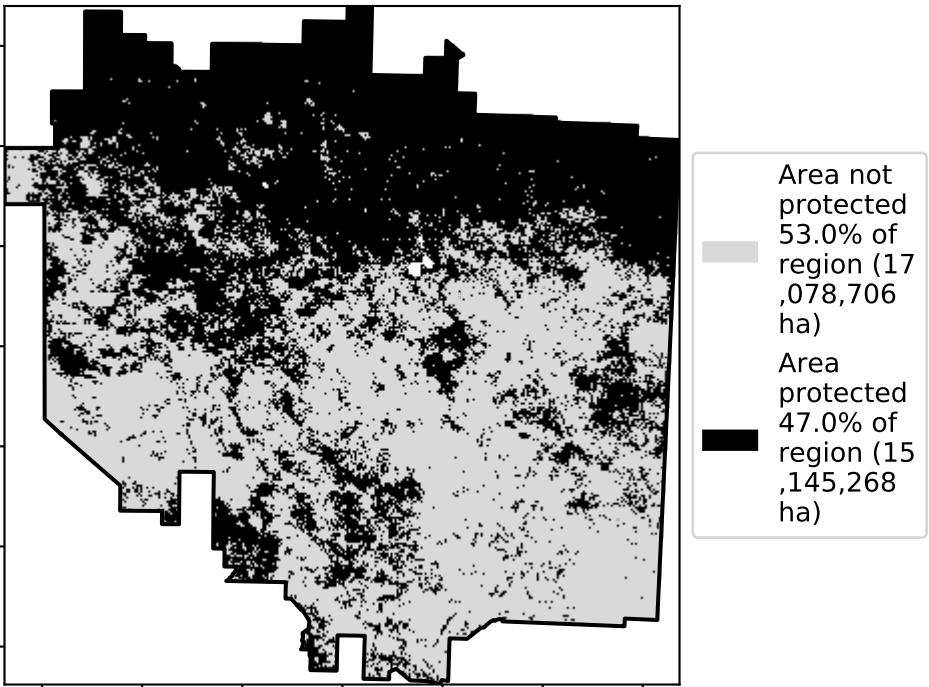 Area not
protected
53.0% of
region (17
,078,706
ha)
Area
protected
47.0% of
region (15
,145,268
ha)